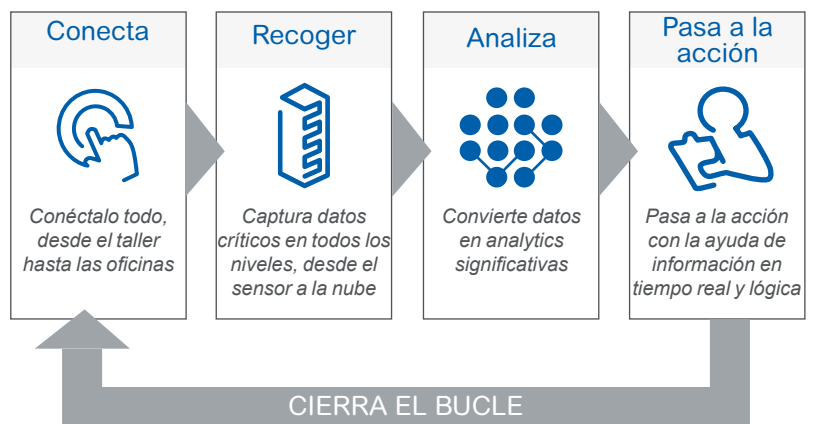 Conecta
Conéctalo todo,
desde el taller
hasta las oficinas
Recoger
Captura datos
críticos en todos los
niveles, desde el
sensor a la nube
Analiza
Convierte datos
en analytics
significativas
Pasa a la
acción
Pasa a la acción
con la ayuda de
información en
tiempo real y lógica
CIERRA EL BUCLE